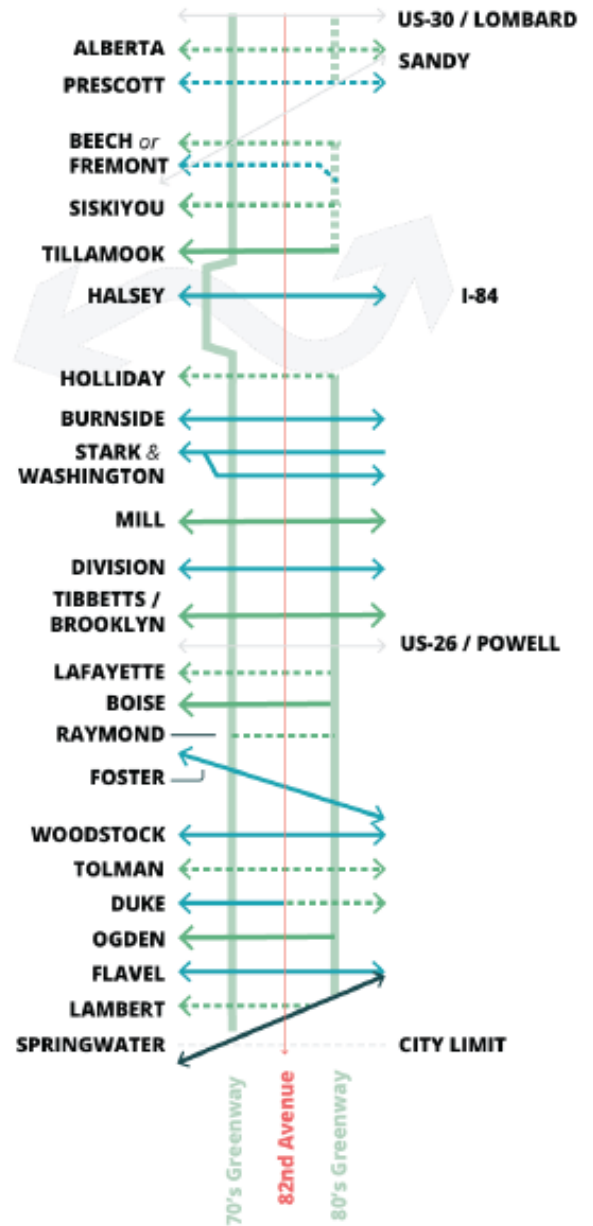 US-30 / LOMBARD
ALBERTA
SANDY
PRESCOTT
BEECH or
FREMONT
SISKIYOU
TILLAMOOK
HALSEY
I-84
HOLLIDAY
BURNSIDE
STARK &
WASHINGTON
MILL
DIVISION
TIBBETTS /
BROOKLYN
US-26 / POWELL
LAFAYETTE
BOISE
RAYMOND
FOSTER
WOODSTOCK
TOLMAN
DUKE
OGDEN
FLAVEL
LAMBERT
SPRINGWATER
CITY LIMIT
70's Greenway
82nd Avenue
80's Greenway